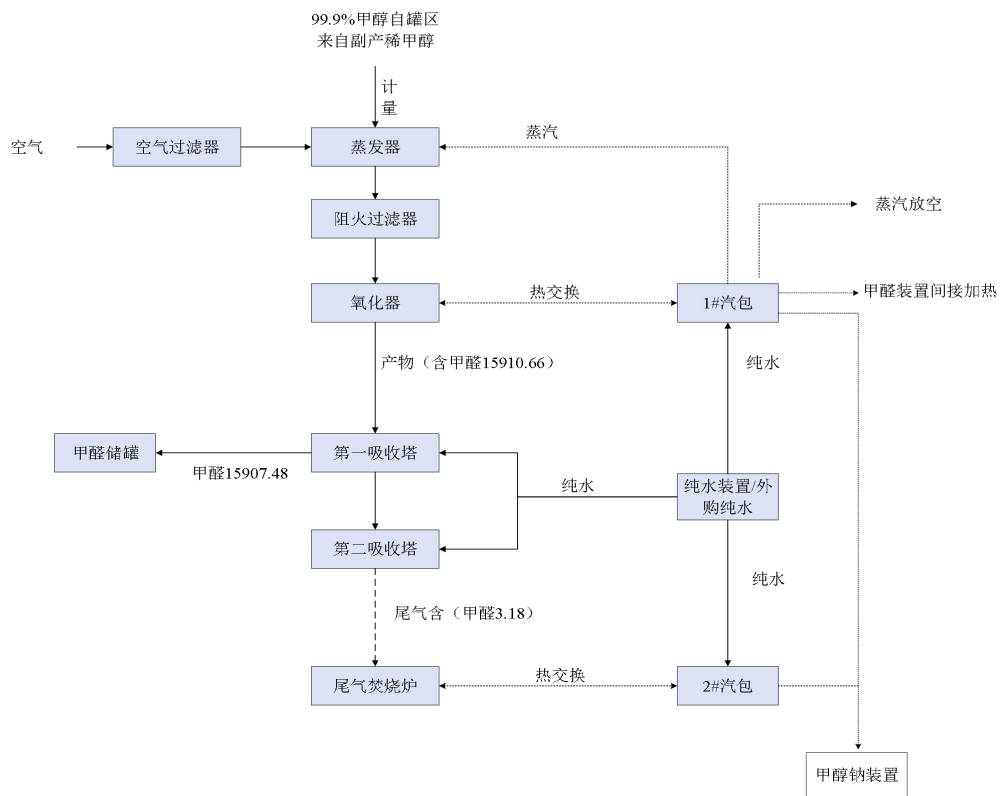 99.9%甲醇自罐区
来自副产稀甲醇
计
量
空气
空气过滤器
蒸发器
蒸汽
阻火过滤器
蒸汽放空
氧化器
热交换
1#汽包
甲醛装置间接加热
产物（含甲醛15910.66）
纯水
甲醛储罐
甲醛15907.48
第一吸收塔
纯水
纯水装置/外
购纯水
第二吸收塔
纯水
尾气含（甲醛3.18）
尾气焚烧炉
热交换
2#汽包
甲醇钠装置